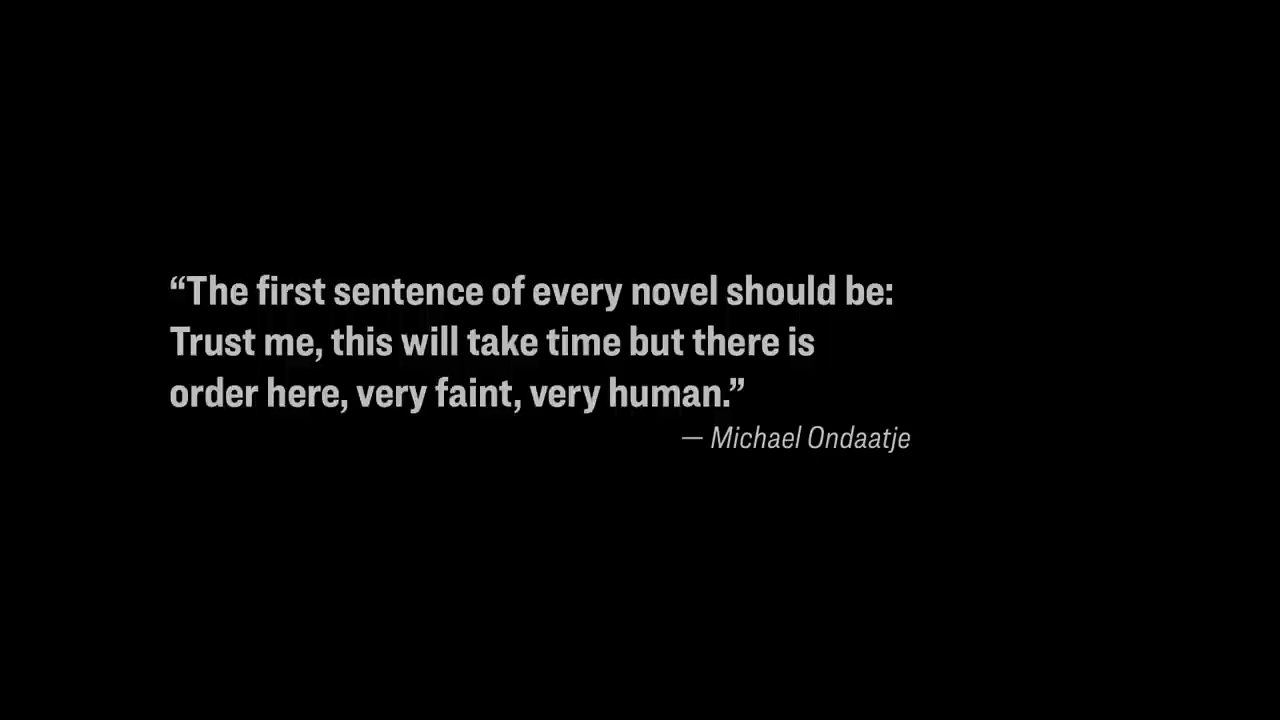 “The first sentence of every novel should be:
Trust me, this will take time but there is
order here, very faint, very human.”
— Michael Ondaatje